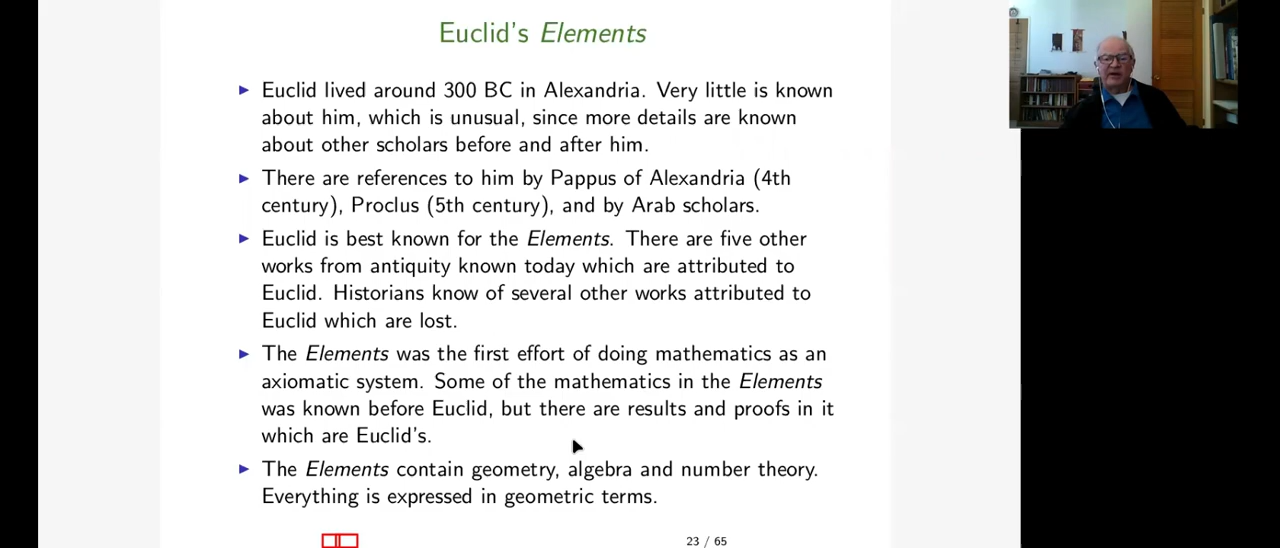 Euclid's Elements
▶ Euclid lived around 300 BC in Alexandria. Very little is known
about him, which is unusual, since more details are known
about other scholars before and after him.
▶ There are references to him by Pappus of Alexandria (4th
century), Proclus (5th century), and by Arab scholars.
▶ Euclid is best known for the Elements. There are five other
works from antiquity known today which are attributed to
Euclid. Historians know of several other works attributed to
Euclid which are lost.
▶ The Elements was the first effort of doing mathematics as an
axiomatic system. Some of the mathematics in the Elements
was known before Euclid, but there are results and proofs in it
which are Euclid's.
▶ The Elements contain geometry, algebra and number theory.
Everything is expressed in geometric terms.
23 / 65